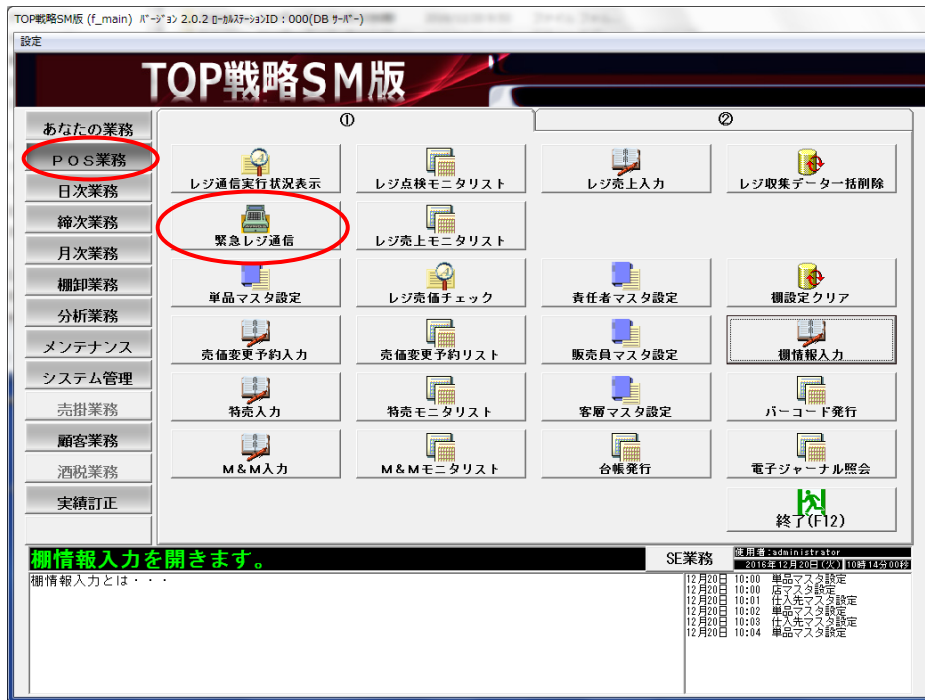 TOP戦略SM版 (f_main) ﾊﾞｰｼﾞｮﾝ 2.0.2 ﾛｰｶﾙｽﾃｰｼｮﾝID : 000(DB ｻｰﾊﾞｰ)
設定
TOP戦略SM版
① ②
あなたの業務
POS業務
日次業務
締次業務
月次業務
棚卸業務
分析業務
メンテナンス
システム管理
売掛業務
顧客業務
酒税業務
実績訂正
レジ通信実行状況表示 レジ点検モニタリスト レジ売上入力 レジ収集データ一括削除
緊急レジ通信 レジ売上モニタリスト
単品マスタ設定 レジ売価チェック 責任者マスタ設定 棚設定クリア
売価変更予約入力 売価変更予約リスト 販売員マスタ設定 棚情報入力
特売入力 特売モニタリスト 客層マスタ設定 バーコード発行
M&M入力 M&Mモニタリスト 台帳発行 電子ジャーナル照会
終了(F12)
棚情報入力を開きます。
SE業務
使用者:administrator
2016年12月20日(火) 10時14分00秒
棚情報入力とは・・・
12月20日 10:00 単品マスタ設定
12月20日 10:00 店マスタ設定
12月20日 10:01 仕入先マスタ設定
12月20日 10:02 単品マスタ設定
12月20日 10:03 仕入先マスタ設定
12月20日 10:04 単品マスタ設定